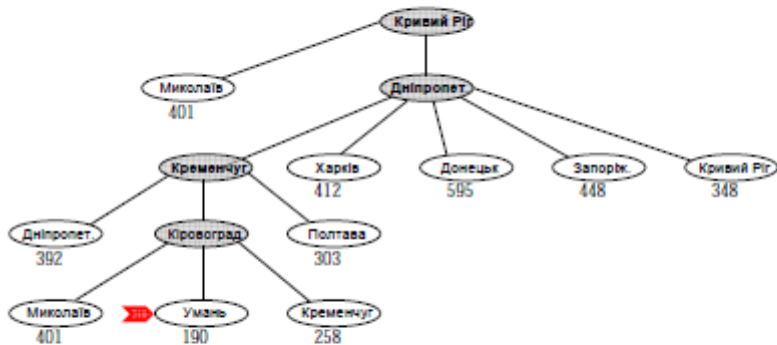 Кривий Ріг
Миколаїв
401
Дніпропет
Кременчуг
Харків
412
Донецьк
595
Запоріж.
448
Кривий Ріг
348
Дніпропет.
392
Кіровоград
Полтава
303
Миколаїв
401
Умань
190
Кременчуг
258